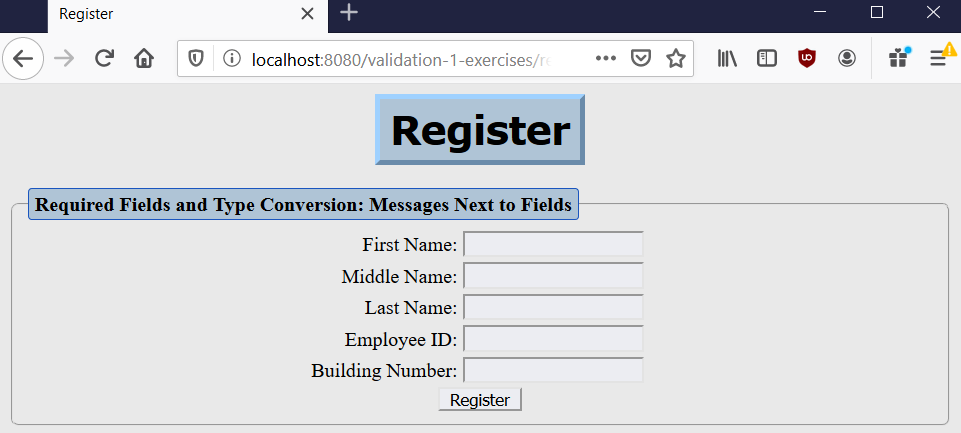 Register
localhost:8080/validation-1-exercises/re
Register
Required Fields and Type Conversion: Messages Next to Fields
First Name:
Middle Name:
Last Name:
Employee ID:
Building Number:
Register